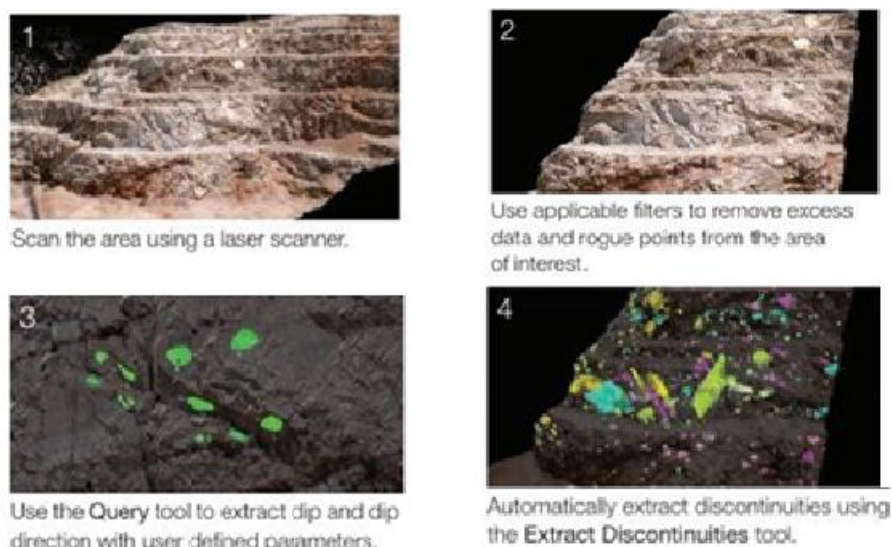 1
Scan the area using a laser scanner.
2
Use applicable filters to remove excess
data and rogue points from the area
of interest.
3
Use the Query tool to extract dip and dip
direction with user defined parameters.
4
Automatically extract discontinuities using
the Extract Discontinuities tool.